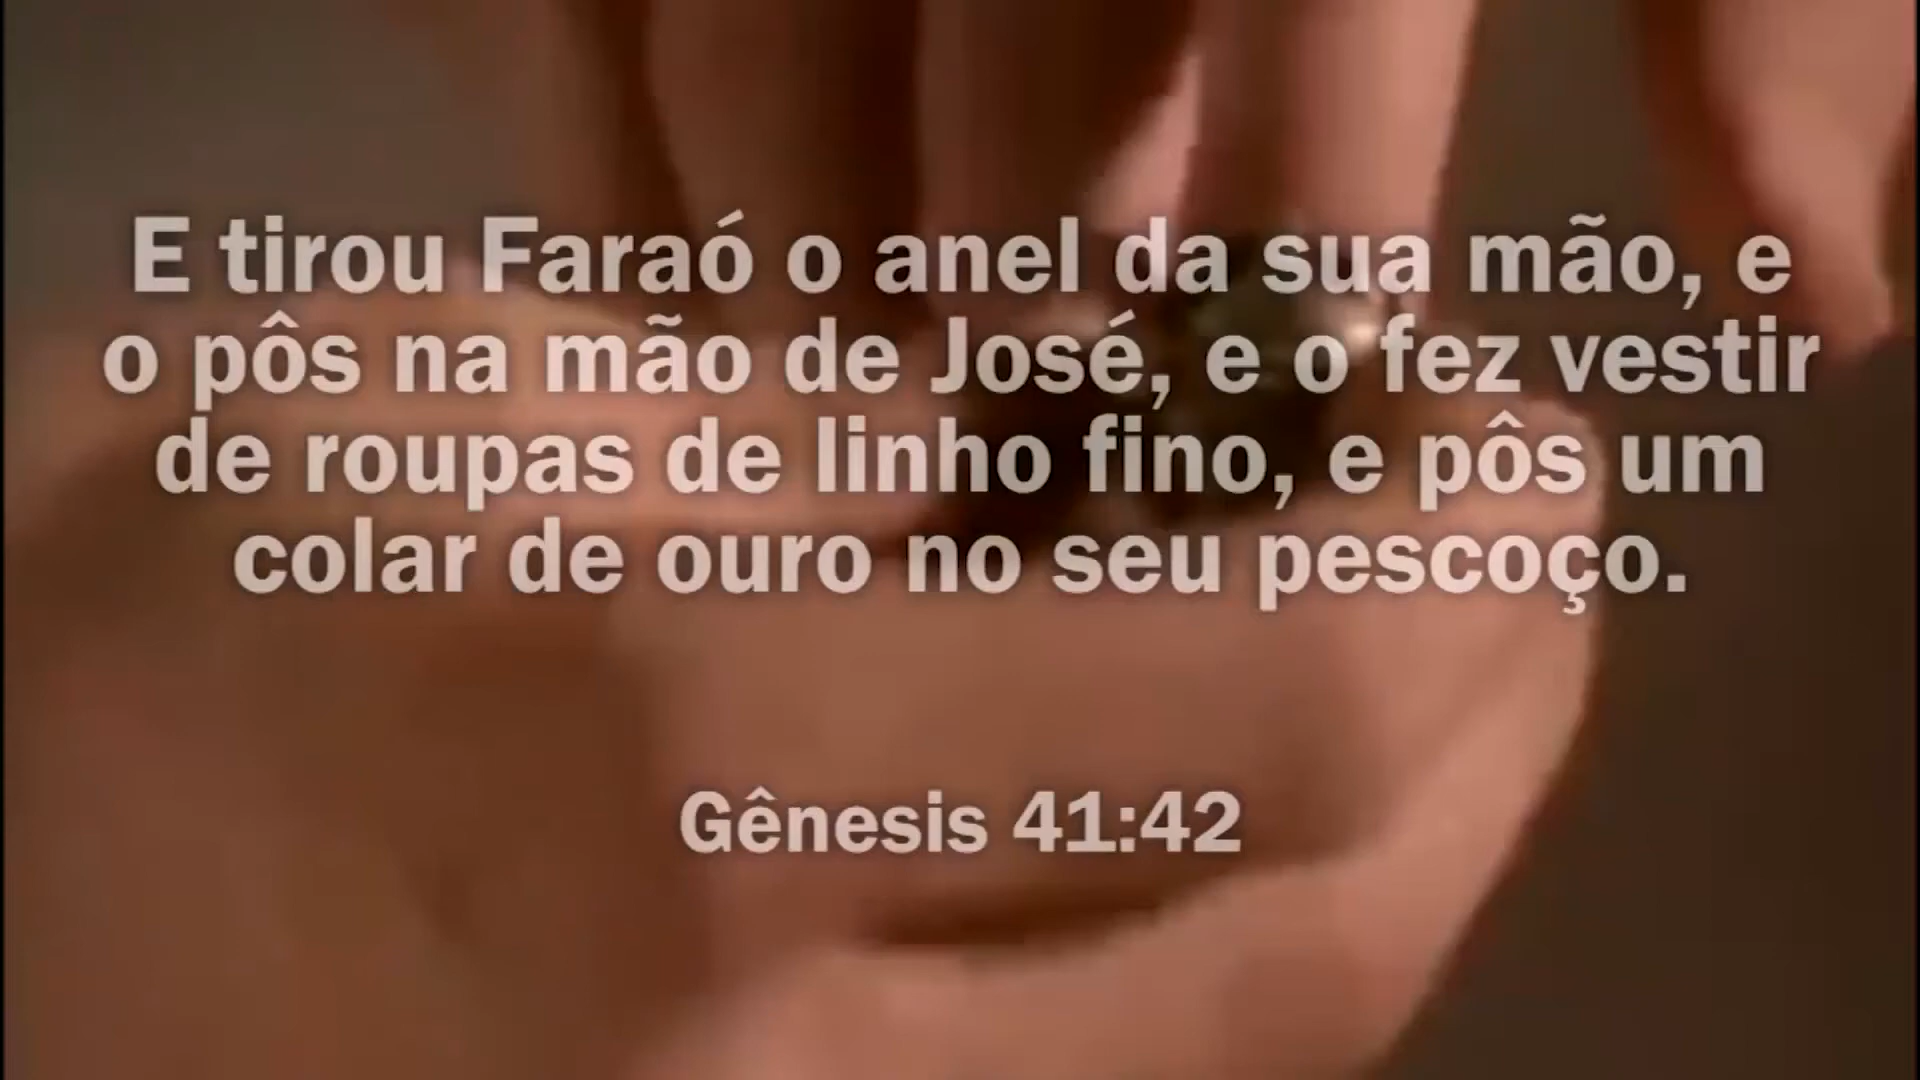 E tirou Faraó o anel da sua mão, e
o pôs na mão de José, e o fez vestir
de roupas de linho fino, e pôs um
colar de ouro no seu pescoço.
Gênesis 41:42